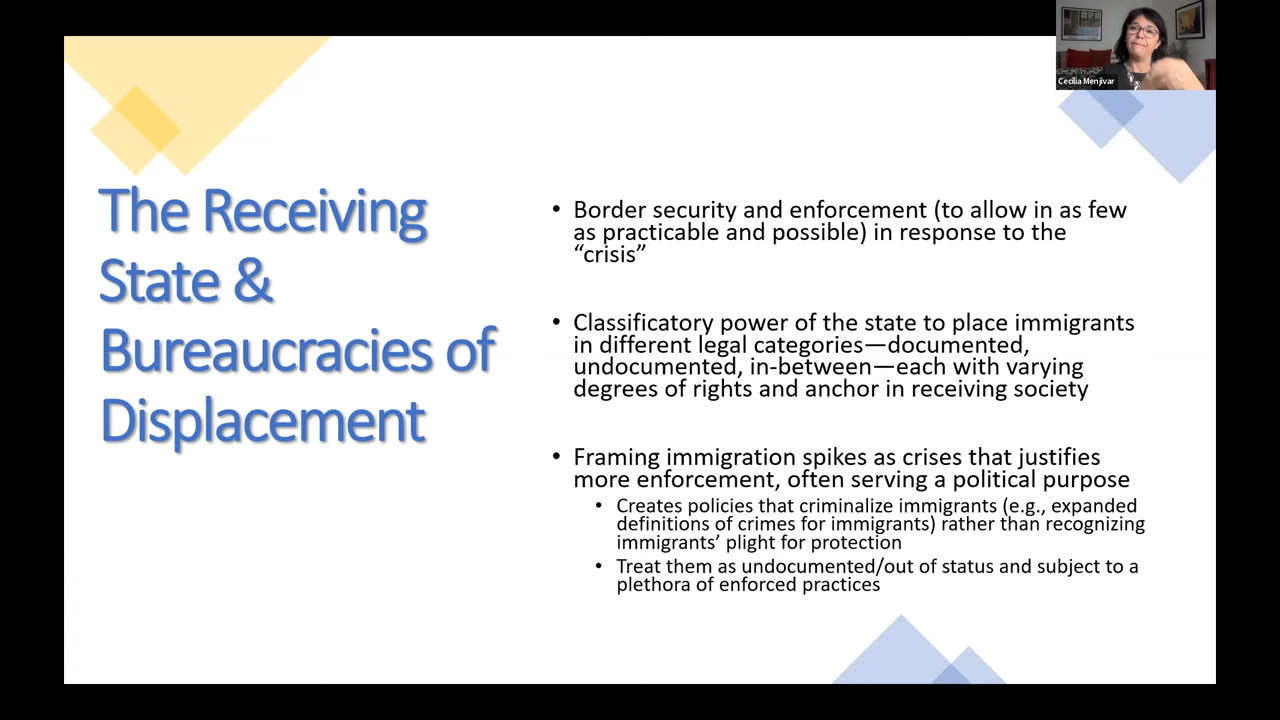 Cecilia Menjívar
The Receiving
State &
Bureaucracies of
Displacement
• Border security and enforcement (to allow in as few
as practicable and possible) in response to the
“crisis”
• Classificatory power of the state to place immigrants
in different legal categories—documented,
undocumented, in-between—each with varying
degrees of rights and anchor in receiving society
• Framing immigration spikes as crises that justifies
more enforcement, often serving a political purpose
• Creates policies that criminalize immigrants (e.g., expanded
definitions of crimes for immigrants) rather than recognizing
immigrants’ plight for protection
• Treat them as undocumented/out of status and subject to a
plethora of enforced practices